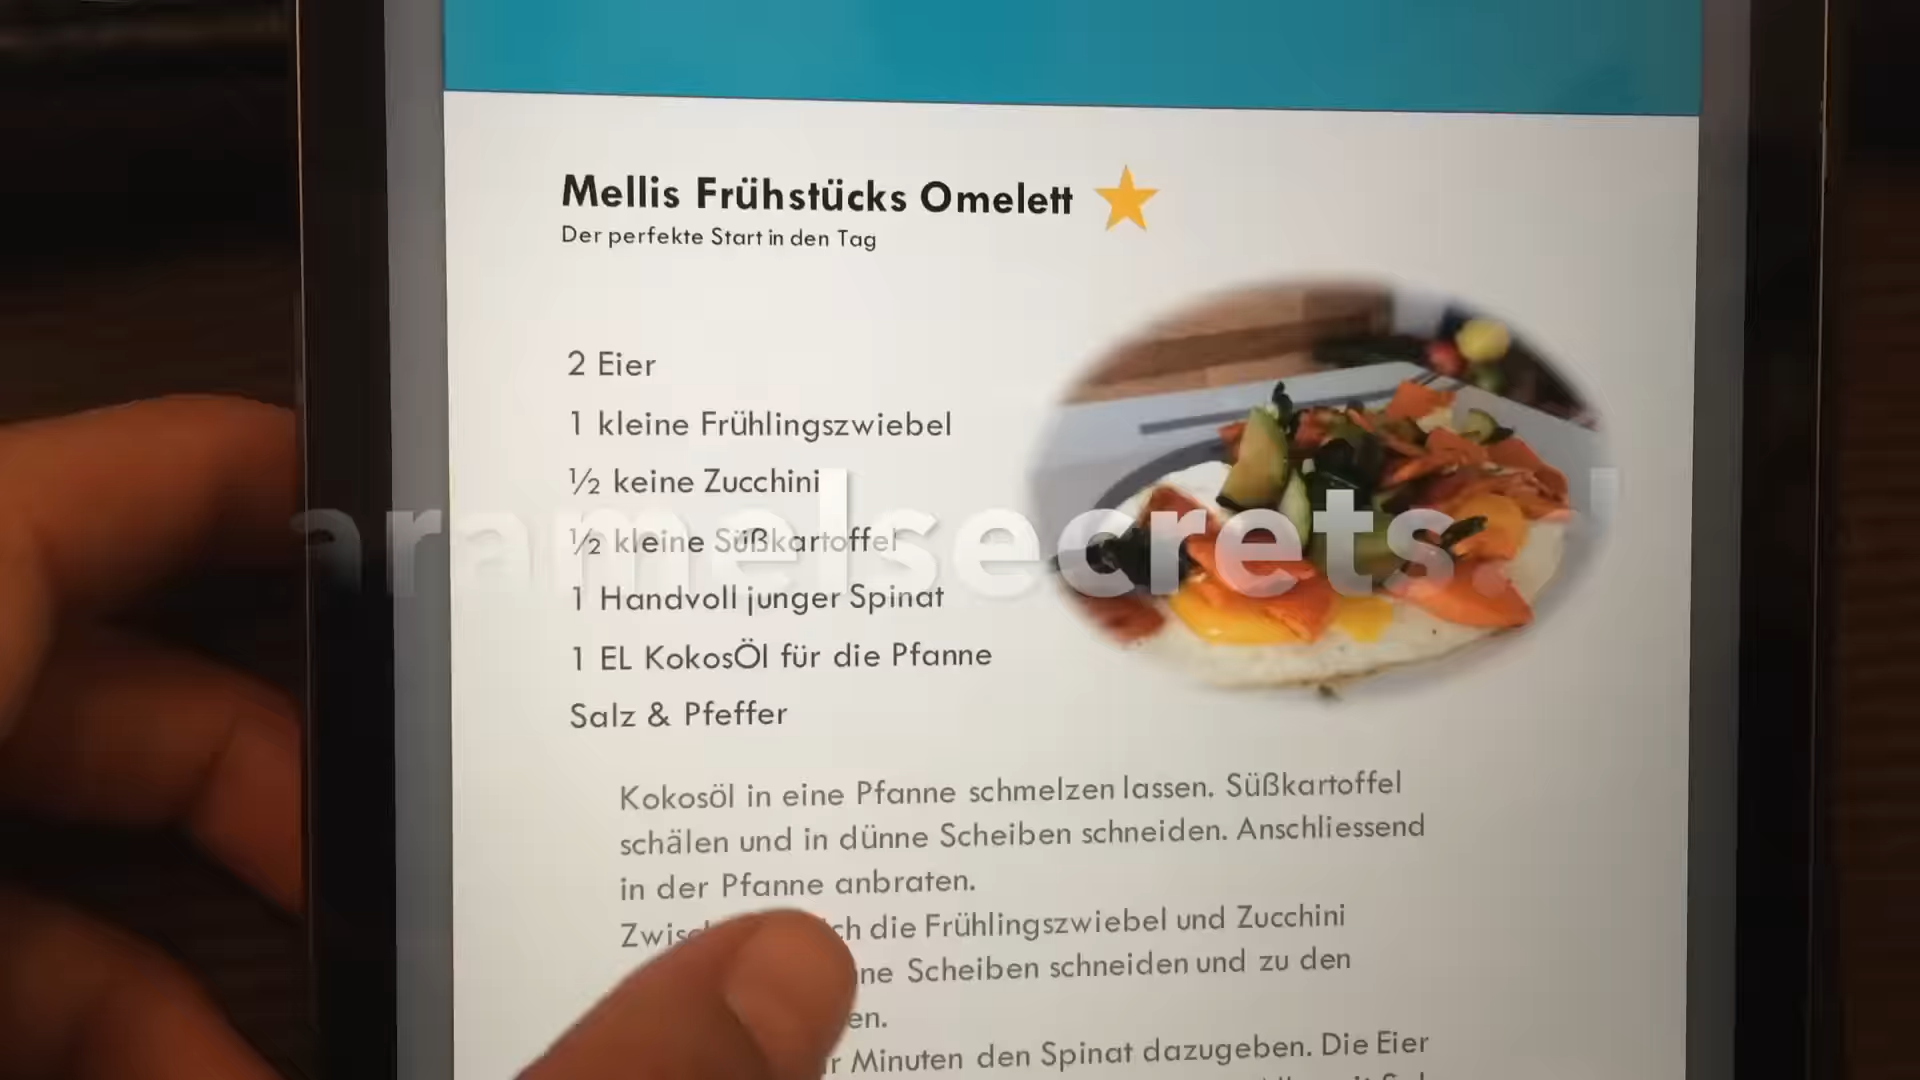 Mellis Frühstücks Omelett
Der perfekte Start in den Tag
2 Eier
1 kleine Frühlingszwiebel
½ keine Zucchini
½ kleine Süßkartoffel
aramelsecrets.
1 Handvoll junger Spinat
1 EL KokosÖl für die Pfanne
Salz & Pfeffer
Kokosöl in eine Pfanne schmelzen lassen. Süßkartoffel
schälen und in dünne Scheiben schneiden. Anschliessend
in der Pfanne anbraten.
die Frühlingszwiebel und Zucchini
Scheiben schneiden und zu den
Minuten den Spinat dazugeben. Die Eier